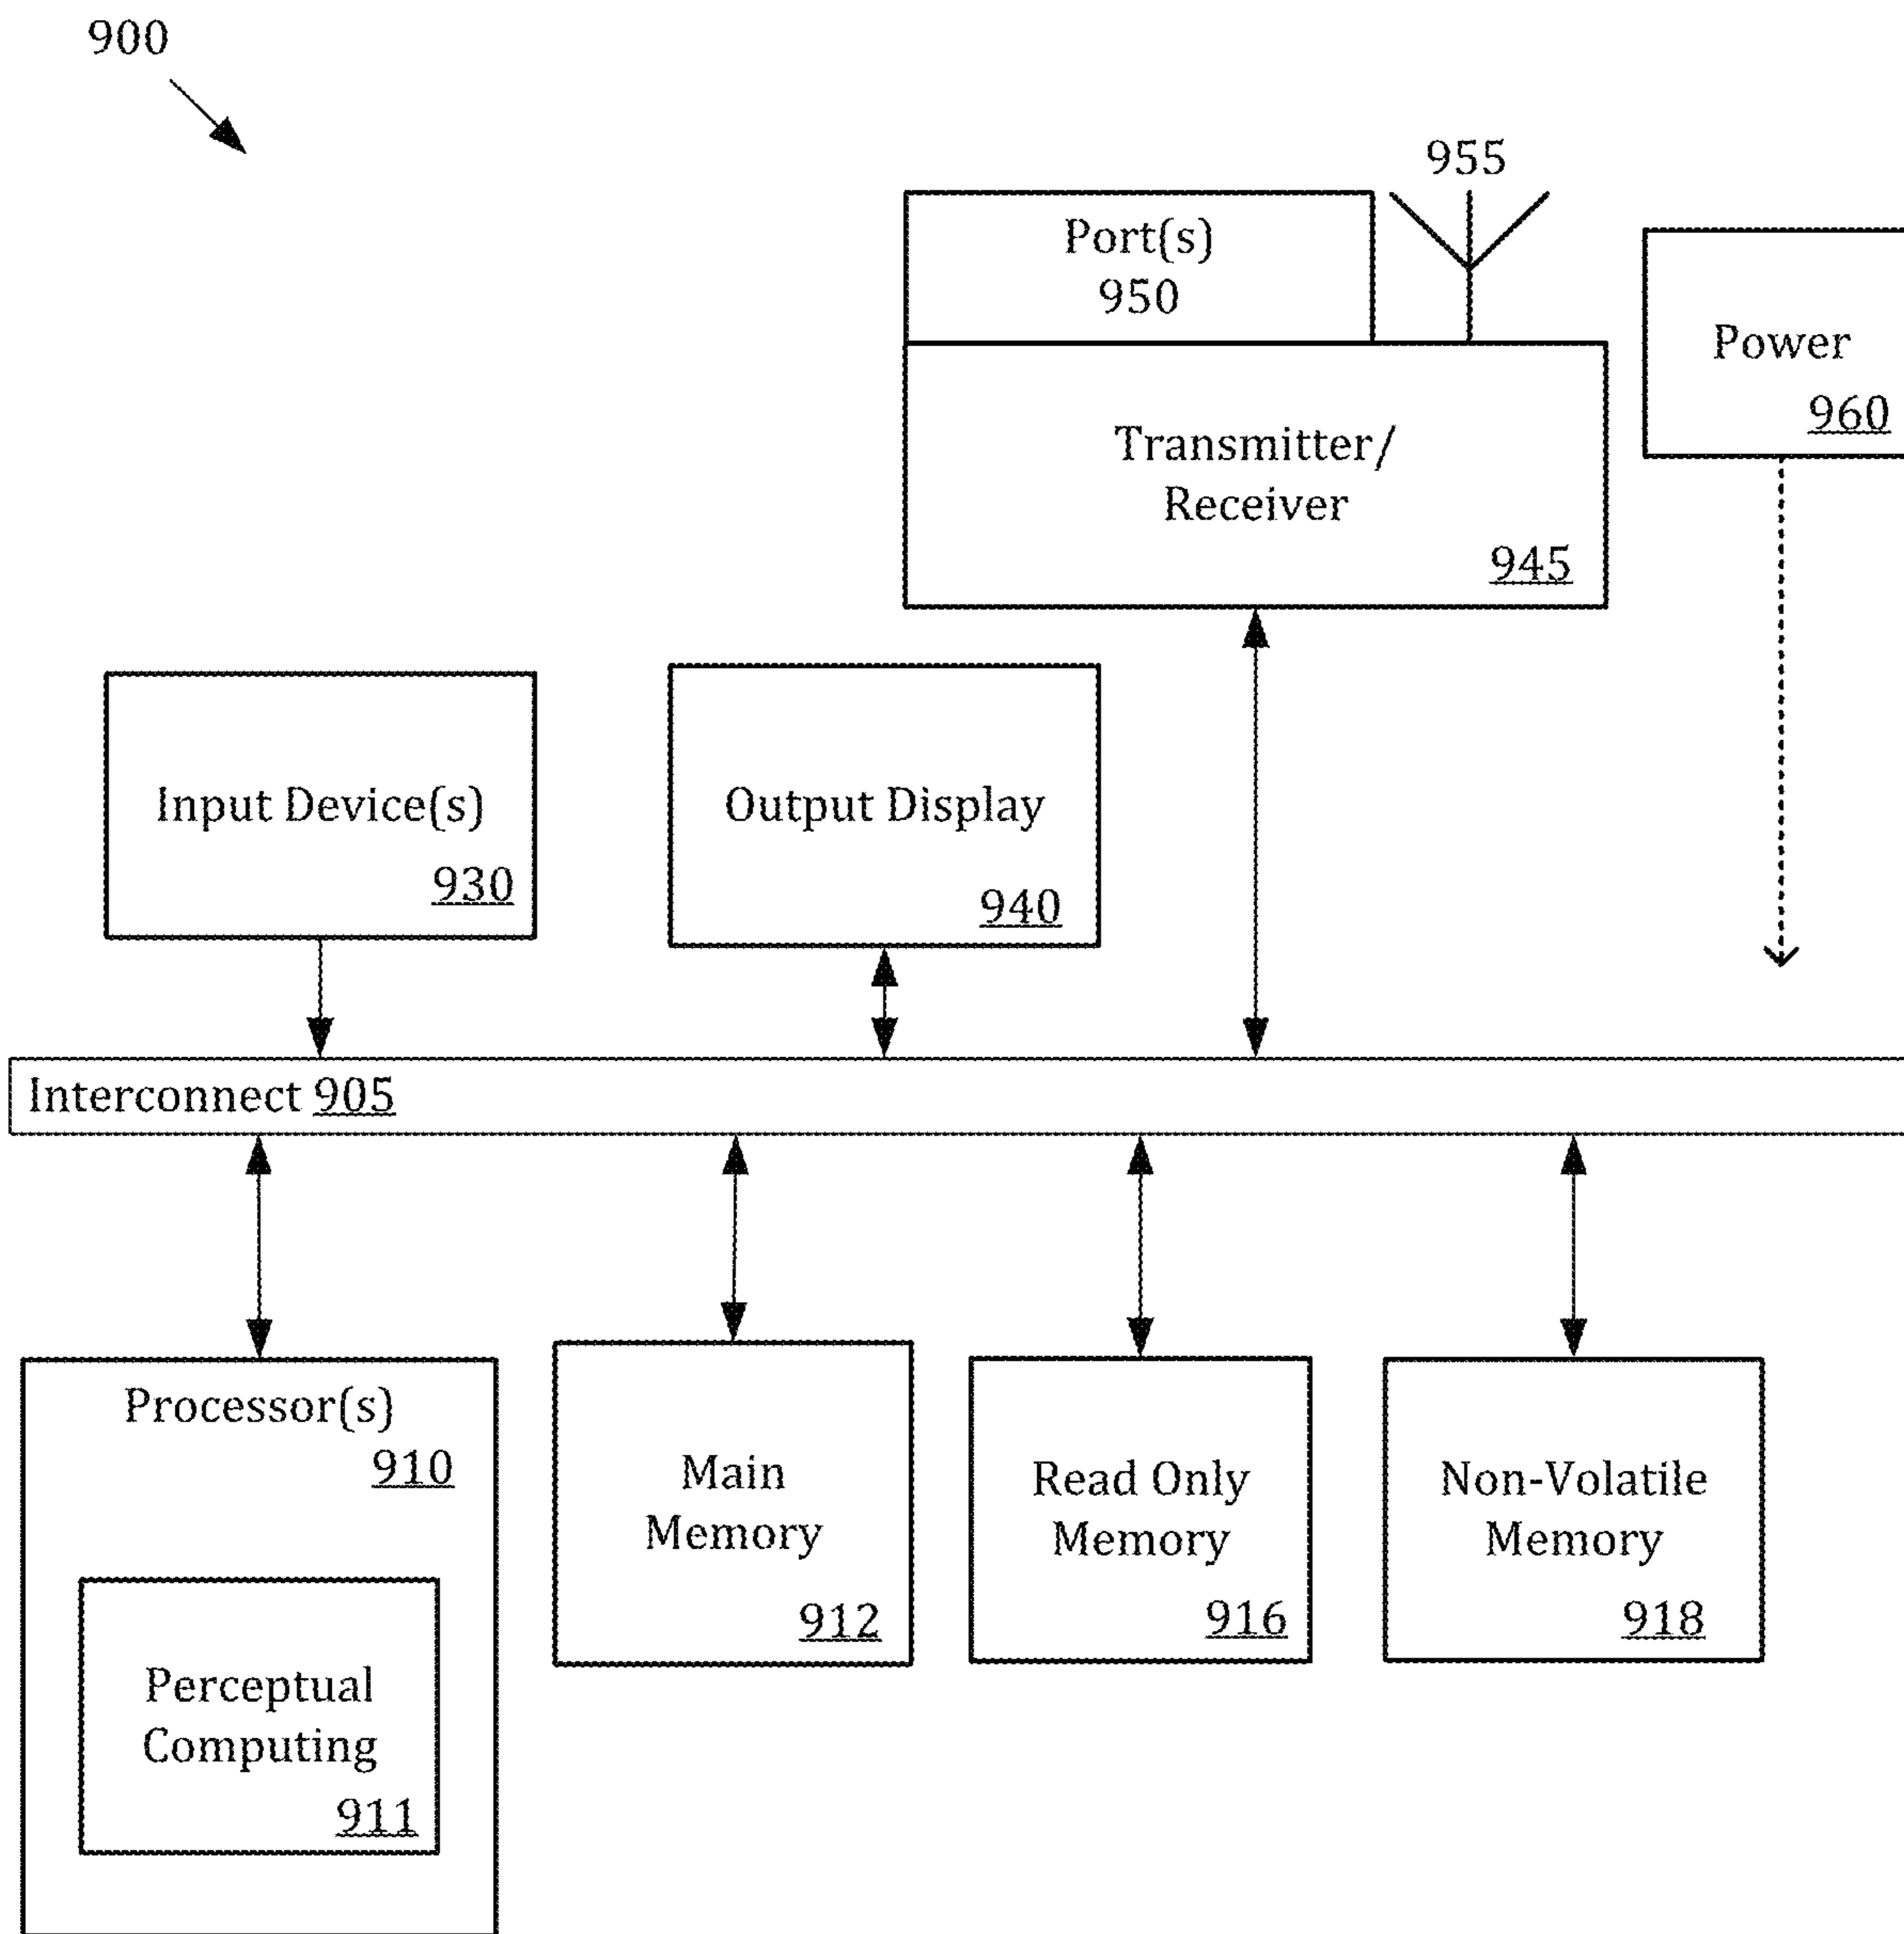 900
955
Port(s)
950
Power
960
Transmitter/
Receiver
945
Input Device(s)
930
Output Display
940
Interconnect 905
Processor(s)
910
Main
Memory
912
Read Only
Memory
916
Non-Volatile
Memory
918
Perceptual
Computing
911